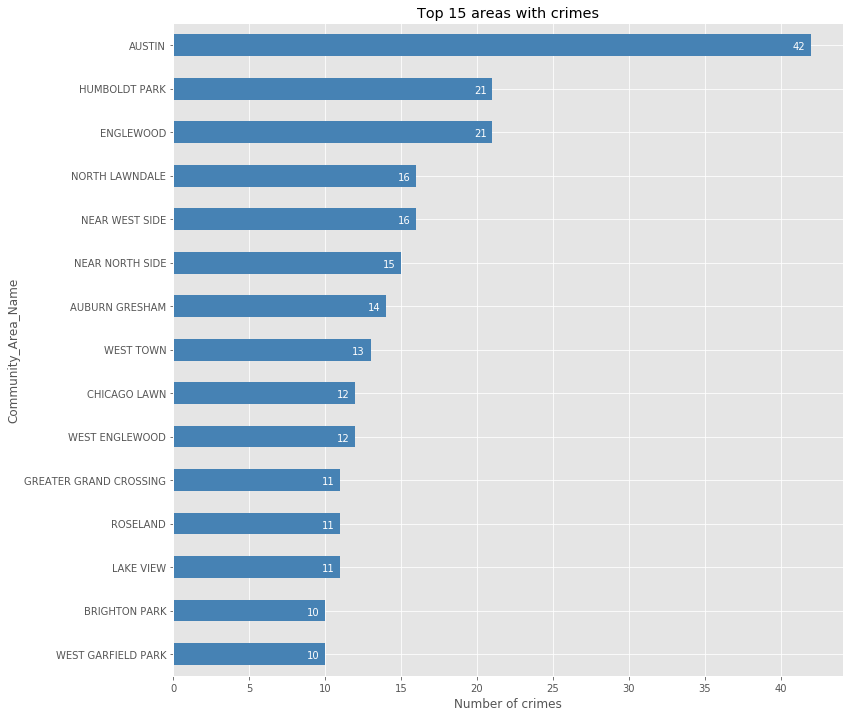 Top 15 areas with crimes
AUSTIN 42
HUMBOLDT PARK 21
ENGLEWOOD 21
NORTH LAWNDALE 16
NEAR WEST SIDE 16
NEAR NORTH SIDE 15
AUBURN GRESHAM 14
WEST TOWN 13
CHICAGO LAWN 12
WEST ENGLEWOOD 12
GREATER GRAND CROSSING 11
ROSELAND 11
LAKE VIEW 11
BRIGHTON PARK 10
WEST GARFIELD PARK 10
Community_Area_Name
0 5 10 15 20 25 30 35 40
Number of crimes